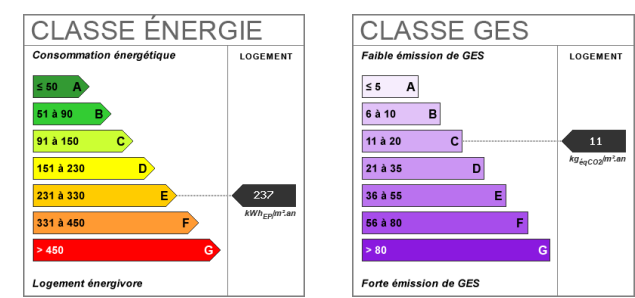 CLASSE ÉNERGIE
Consommation énergétique
LOGEMENT
≤ 50 A
51 à 90 B
91 à 150 C
151 à 230 D
231 à 330 E
237
kWhEP/m².an
331 à 450 F
> 450 G
Logement énergivore
CLASSE GES
Faible émission de GES
LOGEMENT
≤ 5 A
6 à 10 B
11 à 20 C
11
kgéqCO2/m².an
21 à 35 D
36 à 55 E
56 à 80 F
> 80 G
Forte émission de GES